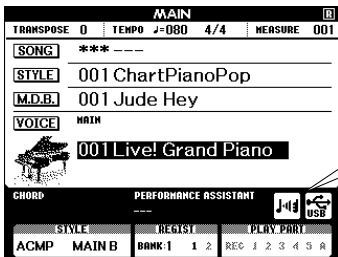 MAIN R
TRANSPOSE 0 TEMPO ♩=080 4/4 MEASURE 001
SONG *** ---
STYLE 001 ChartPianoPop
M.D.B. 001 Jude Hey
VOICE MAIN
001 Live! Grand Piano
CHORD PERFORMANCE ASSISTANT
---
USB
STYLE REGIST PLAY PART
ACMP MAIN B BANK:1 1 2 REG 1 2 3 4 5 A